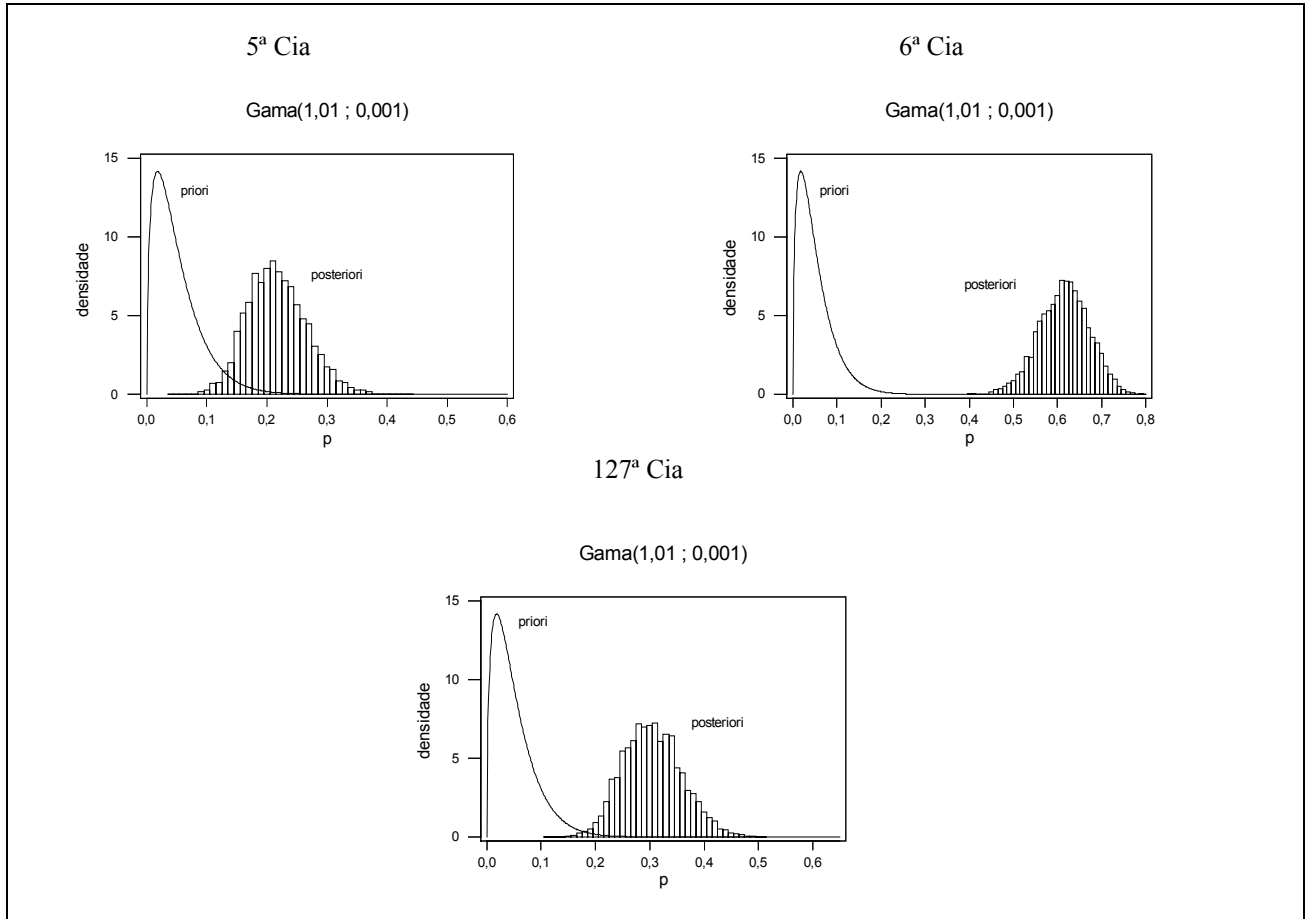 5ª Cia
6ª Cia
Gama(1,01 ; 0,001)
Gama(1,01 ; 0,001)
15
10
5
0
densidade
priori
posteriori
0,0 0,1 0,2 0,3 0,4 0,5 0,6
p
15
10
5
0
densidade
priori
posteriori
0,0 0,1 0,2 0,3 0,4 0,5 0,6 0,7 0,8
p
127ª Cia
Gama(1,01 ; 0,001)
15
10
5
0
densidade
priori
posteriori
0,0 0,1 0,2 0,3 0,4 0,5 0,6
p